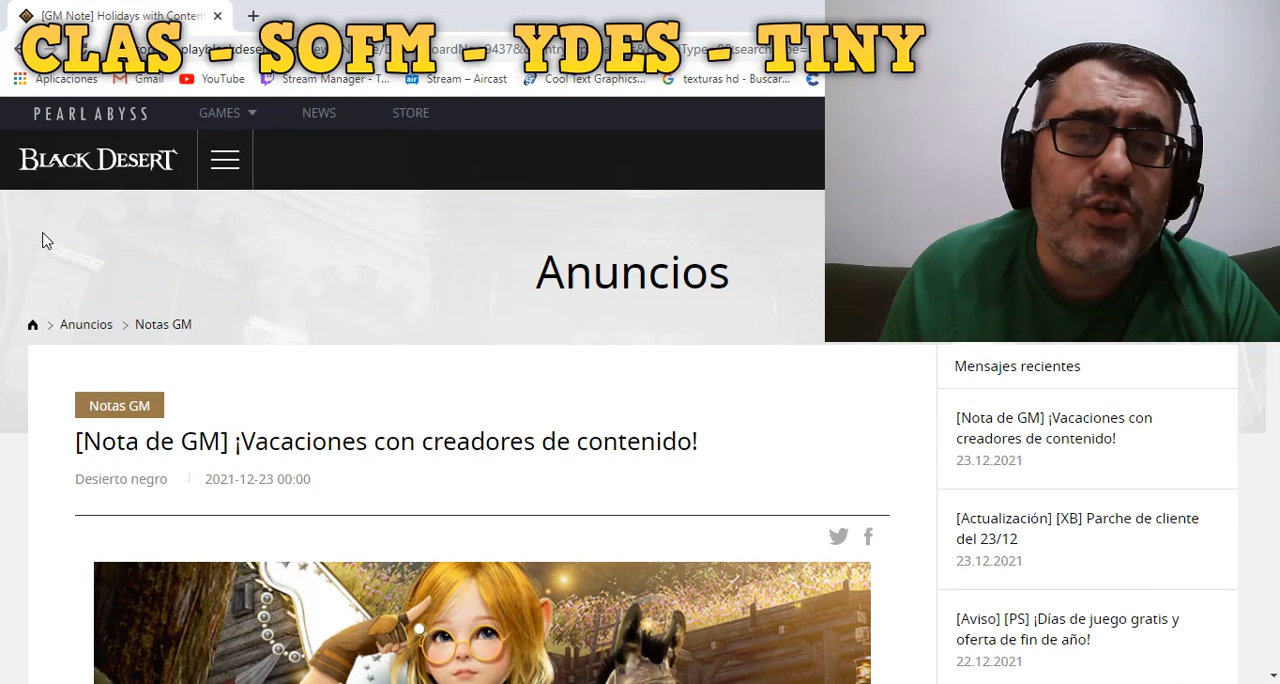 [GM Note] Holidays with Conten
CLAS - SOFM - YDES - TINY
Aplicaciones Gmail YouTube Stream Manager - T... Stream – Aircast Cool Text Graphics... texturas hd - Buscar...
PEARL ABYSS GAMES NEWS STORE
BLACK DESERT
Anuncios
Anuncios > Notas GM
Notas GM
[Nota de GM] ¡Vacaciones con creadores de contenido!
Desierto negro 2021-12-23 00:00
Mensajes recientes
[Nota de GM] ¡Vacaciones con
creadores de contenido!
23.12.2021
[Actualización] [XB] Parche de cliente
del 23/12
23.12.2021
[Aviso] [PS] ¡Días de juego gratis y
oferta de fin de año!
22.12.2021